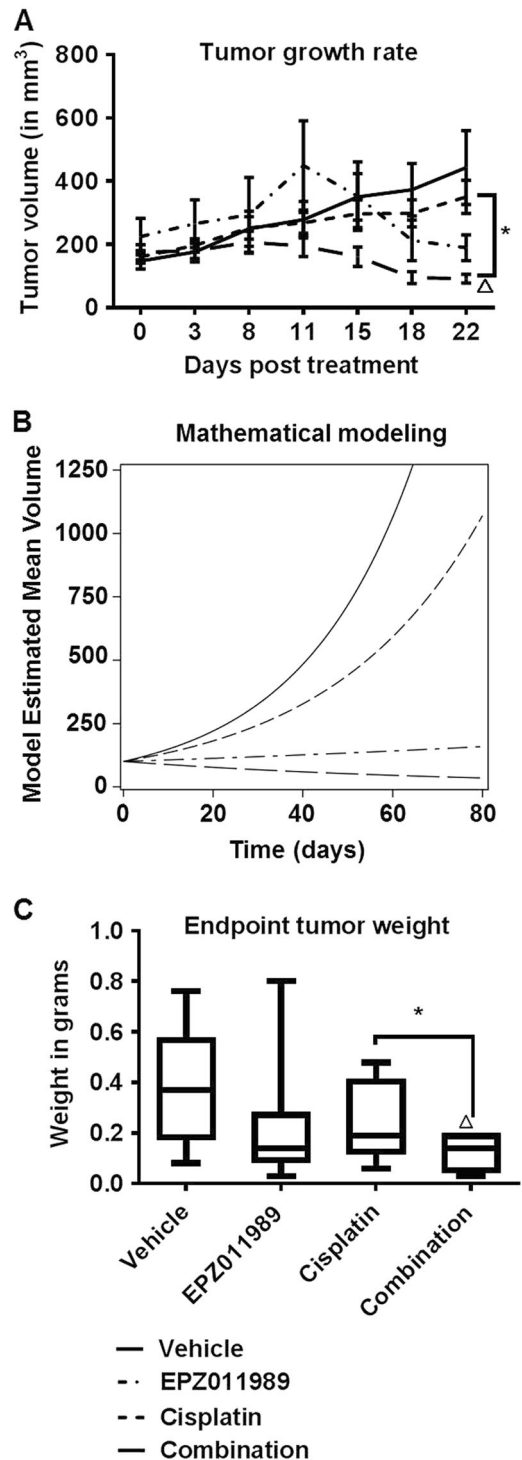 A
Tumor growth rate
Tumor volume (in mm³)
800
600
400
200
0
*
△
0 3 8 11 15 18 22
Days post treatment
B
Mathematical modeling
Model Estimated Mean Volume
1250
1000
750
500
250
0
0 20 40 60 80
Time (days)
C
Endpoint tumor weight
Weight in grams
1.0
0.8
0.6
0.4
0.2
0.0
*
△
Vehicle
EPZ011989
Cisplatin
Combination
Vehicle
EPZ011989
Cisplatin
Combination